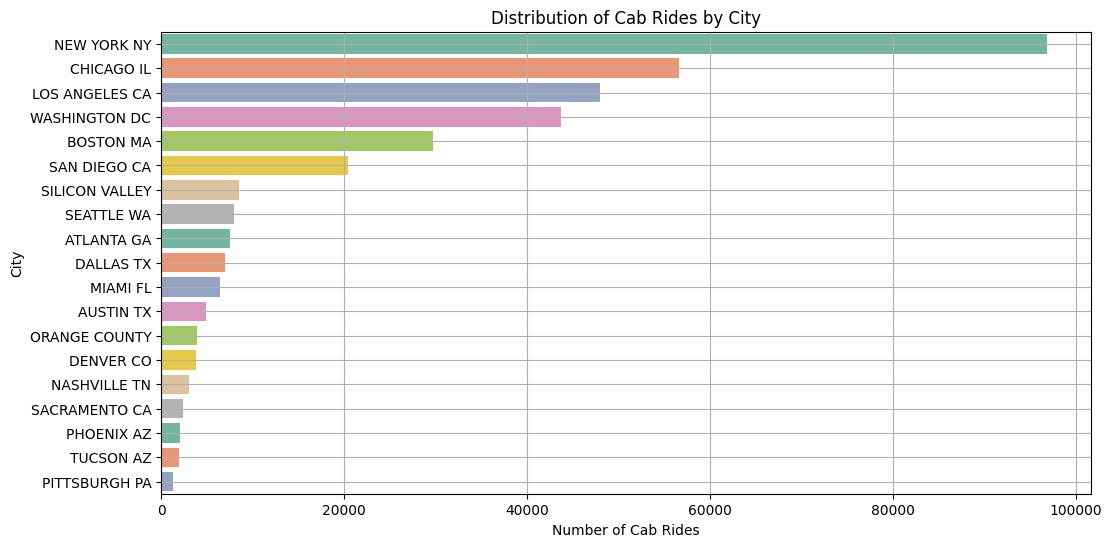 Distribution of Cab Rides by City
City
NEW YORK NY
CHICAGO IL
LOS ANGELES CA
WASHINGTON DC
BOSTON MA
SAN DIEGO CA
SILICON VALLEY
SEATTLE WA
ATLANTA GA
DALLAS TX
MIAMI FL
AUSTIN TX
ORANGE COUNTY
DENVER CO
NASHVILLE TN
SACRAMENTO CA
PHOENIX AZ
TUCSON AZ
PITTSBURGH PA
0 20000 40000 60000 80000 100000
Number of Cab Rides